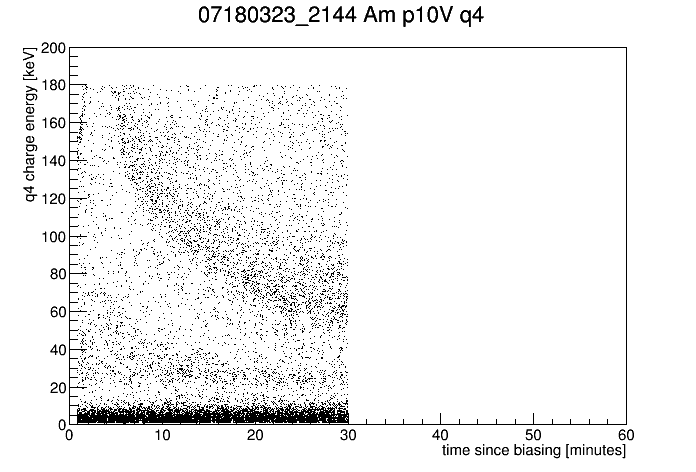 07180323_2144 Am p10V q4
q4 charge energy [keV]
200
180
160
140
120
100
80
60
40
20
0
0 10 20 30 40 50 60
time since biasing [minutes]